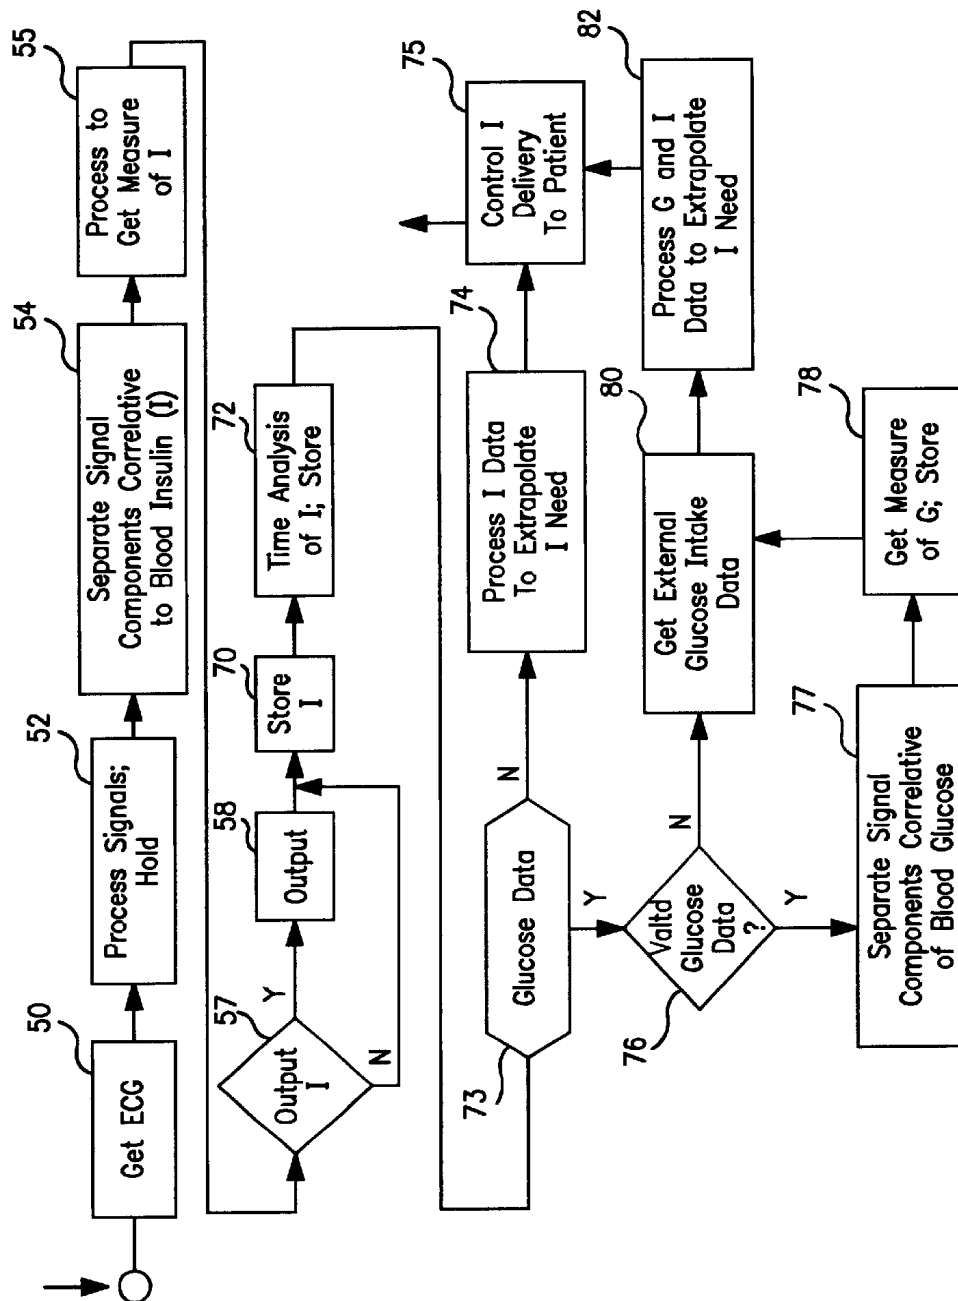 50
Get ECG
52
Process Signals;
Hold
54
Separate Signal
Components Correlative
to Blood Insulin (I)
55
Process to
Get Measure
of I
57
Output
I
Y
N
58
Output
70
Store
I
72
Time Analysis
of I; Store
73
Glucose Data
N
Y
74
Process I Data
To Extrapolate
I Need
75
Control I
Delivery
To Patient
76
Valtd
Glucose
Data
?
N
Y
77
Separate Signal
Components Correlative
of Blood Glucose
78
Get Measure
of G; Store
80
Get External
Glucose Intake
Data
82
Process G and I
Data to Extrapolate
I Need